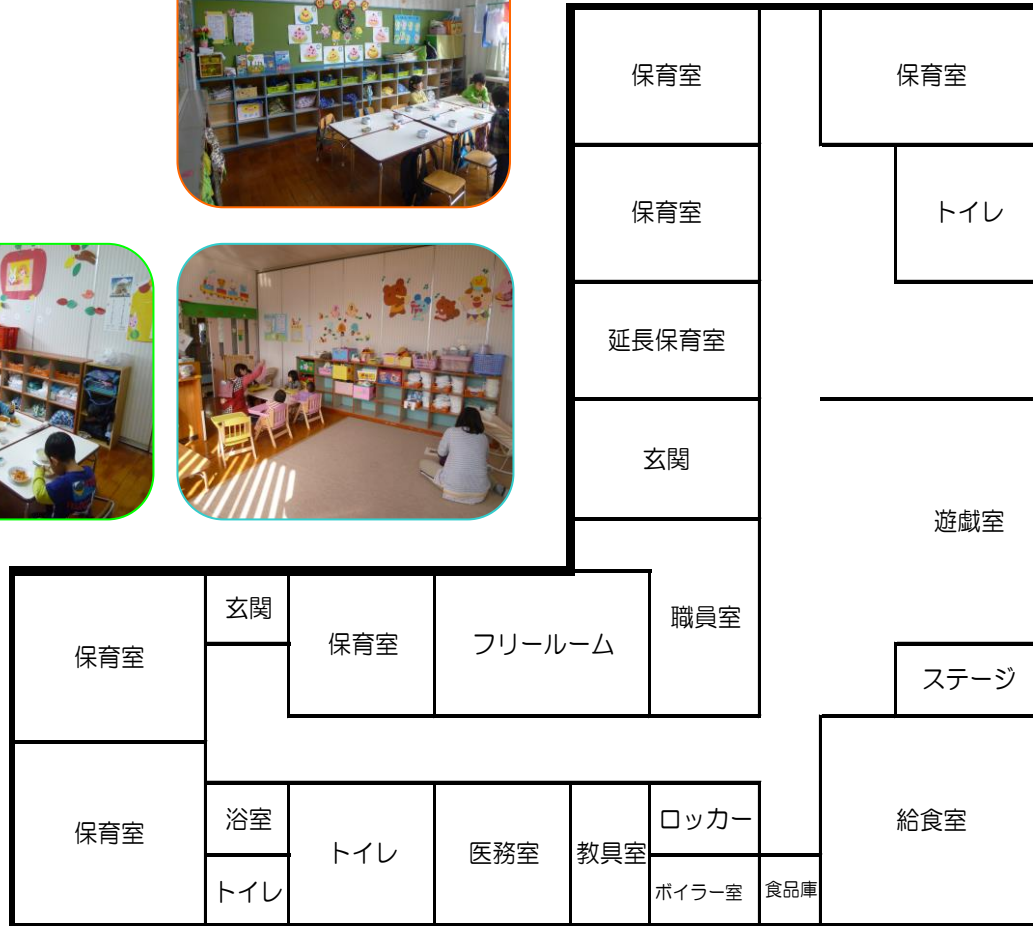 保育室
保育室
保育室
トイレ
延長保育室
玄関
遊戯室
職員室
玄関
保育室
フリールーム
保育室
ステージ
保育室
浴室
トイレ
トイレ
医務室
教具室
ロッカー
ボイラー室
食品庫
給食室